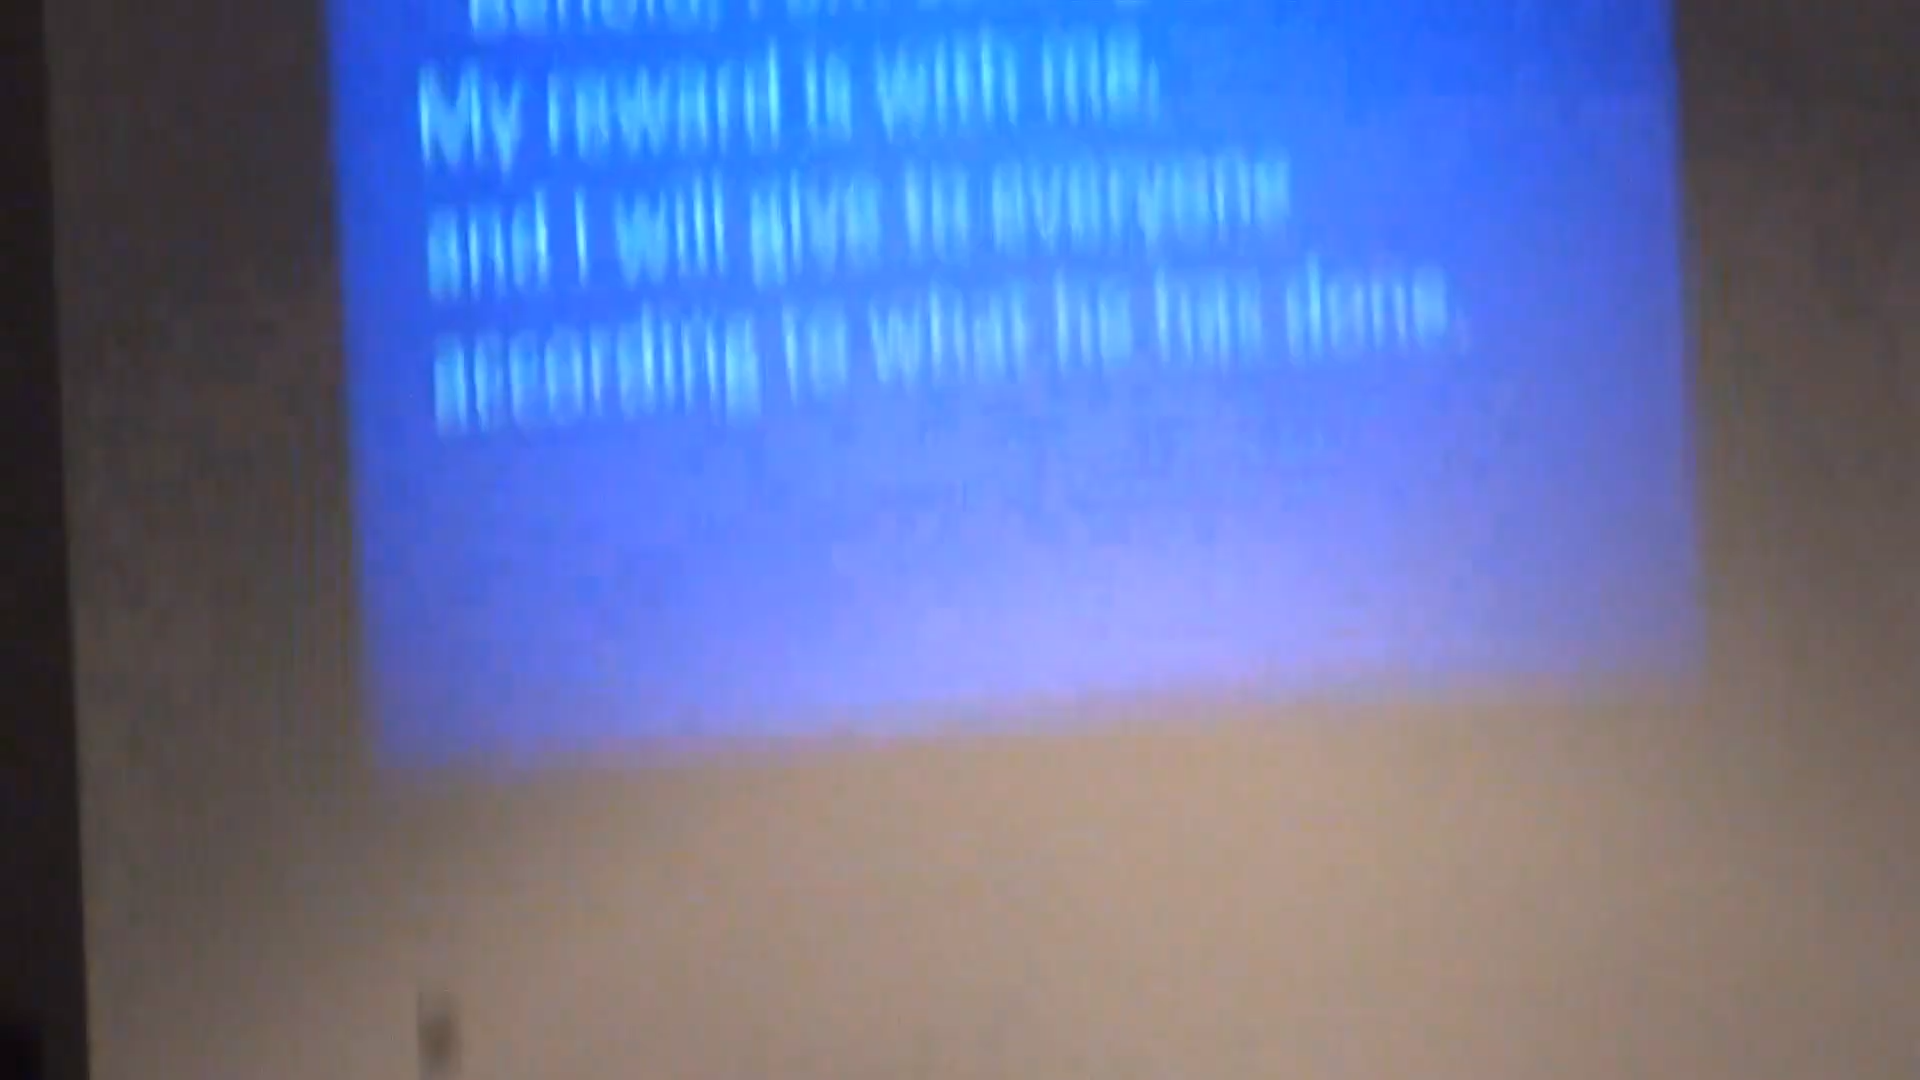 My reward is with me,
and I will give to everyone
according to what he has done.